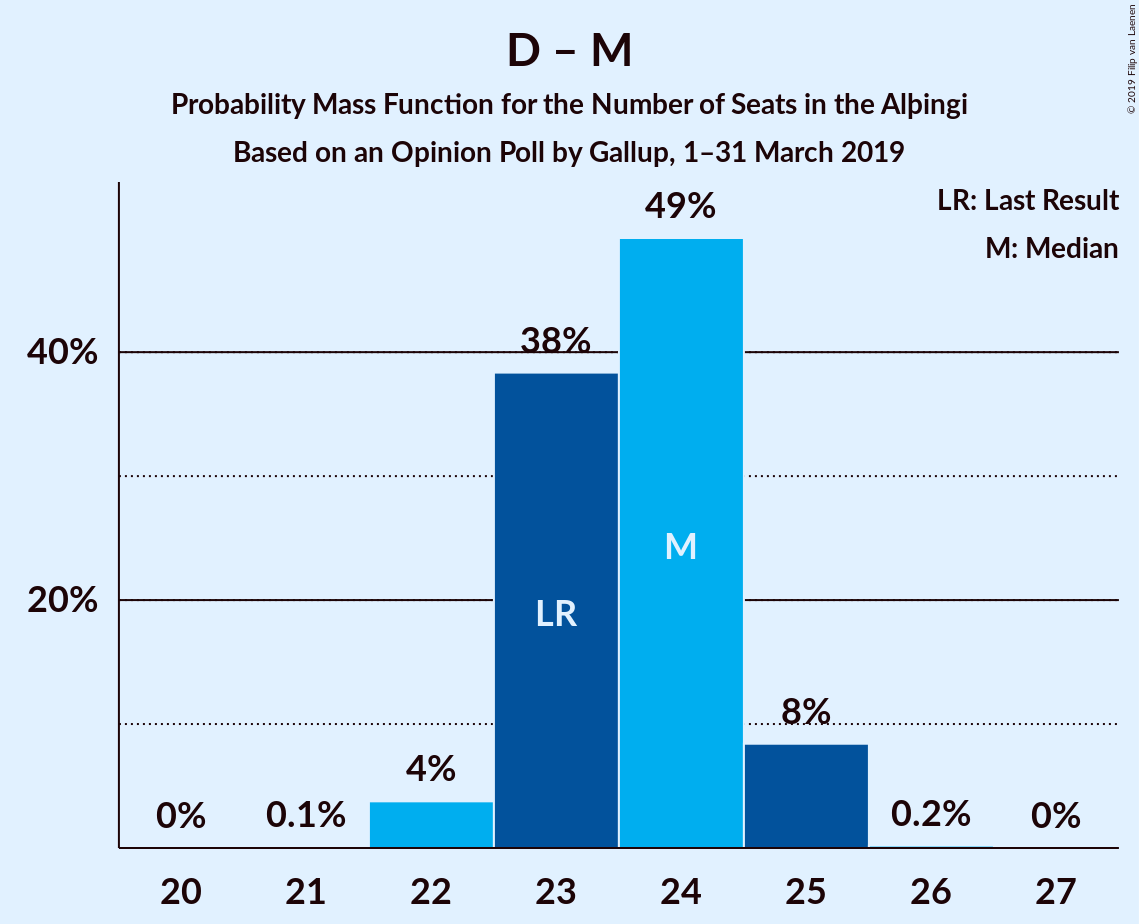 D – M
Probability Mass Function for the Number of Seats in the Alþingi
Based on an Opinion Poll by Gallup, 1–31 March 2019
© 2019 Filip van Laenen
LR: Last Result
M: Median
49%
38%
40%
M
20%
LR
8%
4%
0%
0.1%
0.2%
0%
20 21 22 23 24 25 26 27